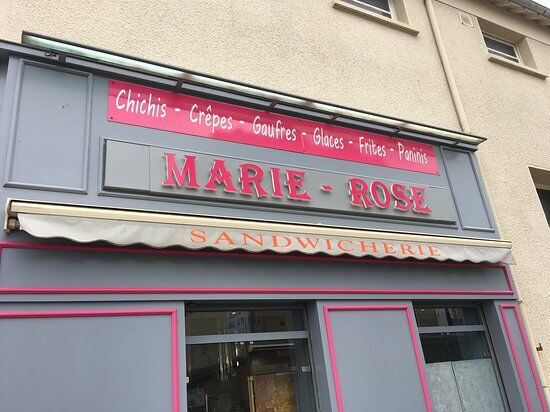 Chichis - Crêpes - Gaufres - Glaces - Frites - Paninis
MARIE - ROSE
SANDWICHERIE